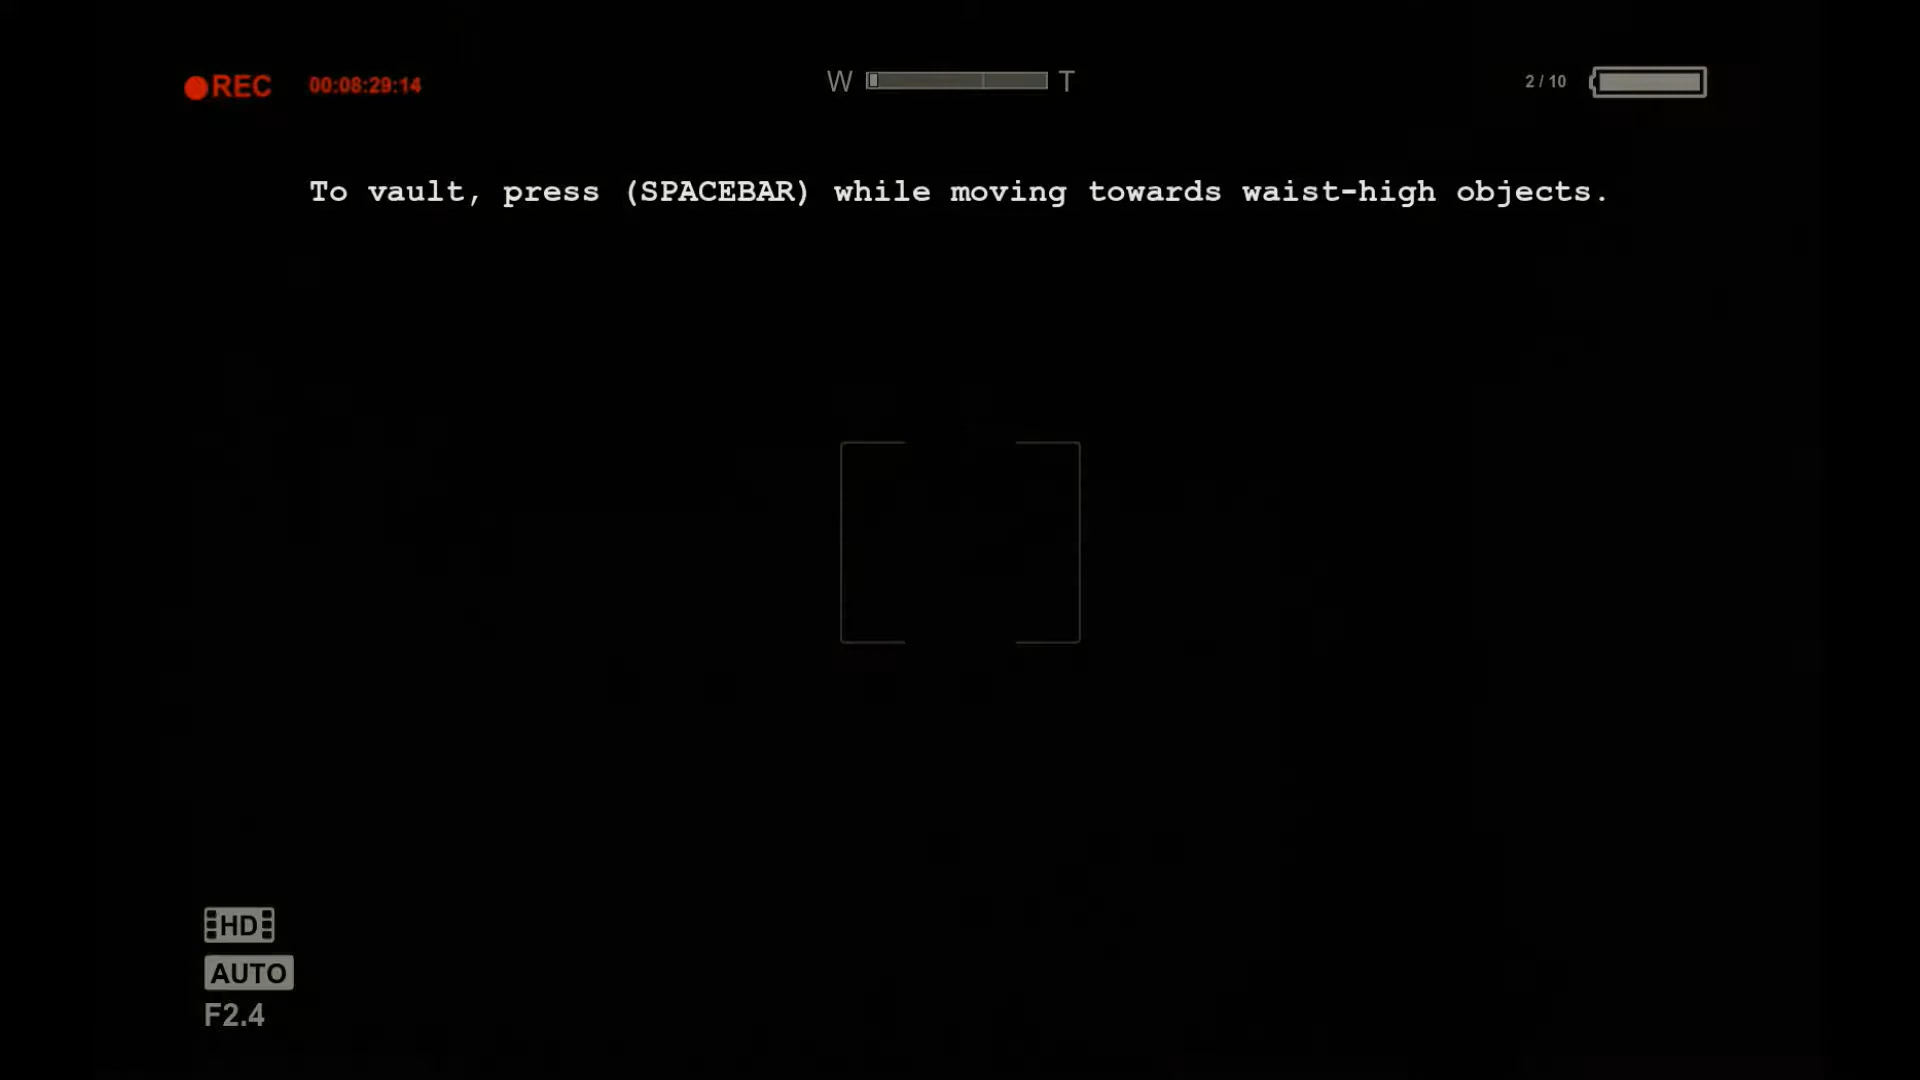 ●REC 00:08:29:14 W T 2 / 10
To vault, press (SPACEBAR) while moving towards waist-high objects.
HD
AUTO
F2.4